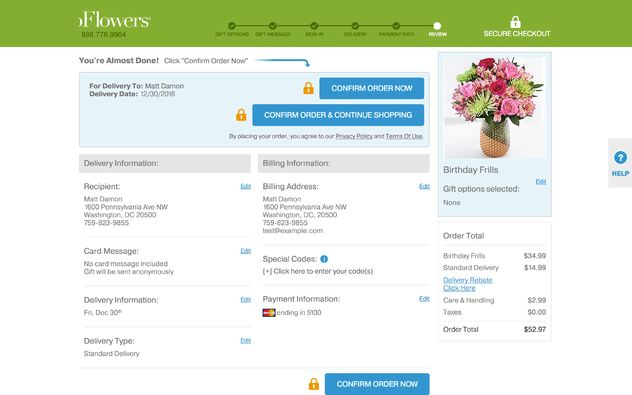 oFlowers®
888.776.9964
GIFT OPTIONS GIFT MESSAGE SIGN IN DELIVERY PAYMENT INFO REVIEW
SECURE CHECKOUT
You're Almost Done! Click "Confirm Order Now"
For Delivery To: Matt Damon
Delivery Date: 12/30/2016
CONFIRM ORDER NOW
CONFIRM ORDER & CONTINUE SHOPPING
By placing your order, you agree to our Privacy Policy and Terms Of Use.
Delivery Information:
Recipient: Edit
Matt Damon
1600 Pennsylvania Ave NW
Washington, DC, 20500
759-823-9855
Card Message: Edit
No card message included
Gift will be sent anonymously
Delivery Information: Edit
Fri, Dec 30th
Delivery Type: Edit
Standard Delivery
Billing Information:
Billing Address: Edit
Matt Damon
1600 Pennsylvania Ave NW
Washington, DC, 20500
759-823-9855
test@example.com
Special Codes: i
[+] Click here to enter your code(s)
Payment Information: Edit
ending in 5100
CONFIRM ORDER NOW
Birthday Frills
Edit
Gift options selected:
None
Order Total
Birthday Frills $34.99
Standard Delivery $14.99
Delivery Rebate
Click Here
Care & Handling $2.99
Taxes $0.00
Order Total $52.97
?
HELP